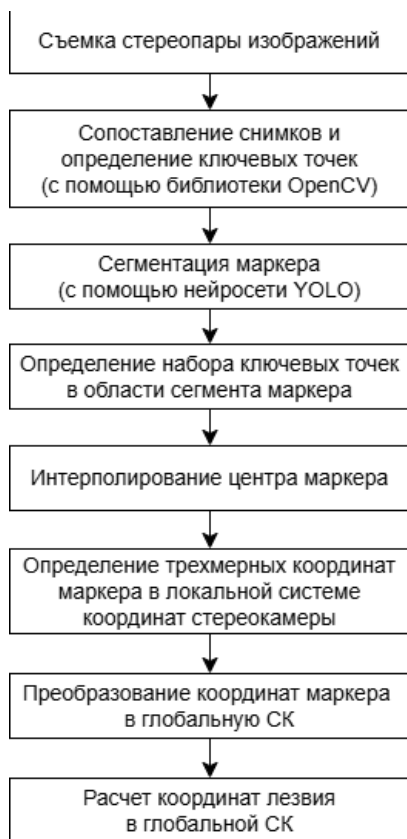 Съемка стереопары изображений
Сопоставление снимков и
определение ключевых точек
(с помощью библиотеки OpenCV)
Сегментация маркера
(с помощью нейросети YOLO)
Определение набора ключевых точек
в области сегмента маркера
Интерполирование центра маркера
Определение трехмерных координат
маркера в локальной системе
координат стереокамеры
Преобразование координат маркера
в глобальную СК
Расчет координат лезвия
в глобальной СК